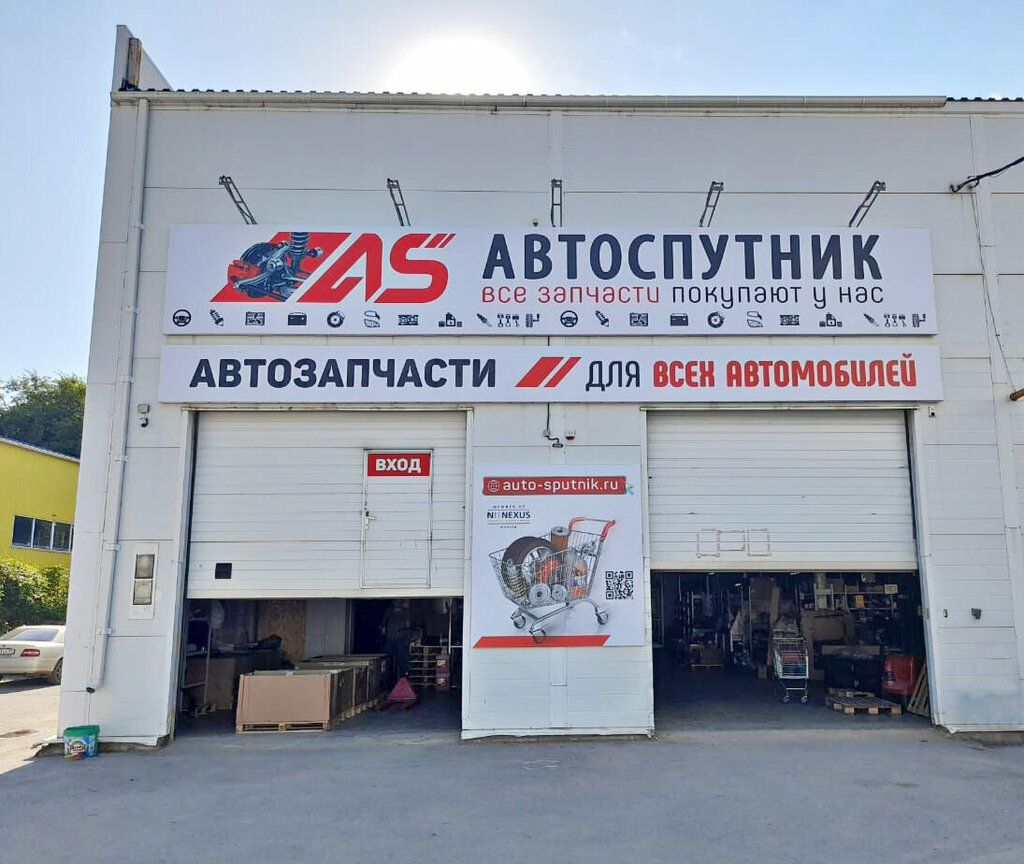 AS
АВТОСПУТНИК
все запчасти покупают у нас
АВТОЗАПЧАСТИ // ДЛЯ ВСЕХ АВТОМОБИЛЕЙ
ВХОД
auto-sputnik.ru
MEMBER OF
N!I NEXUS